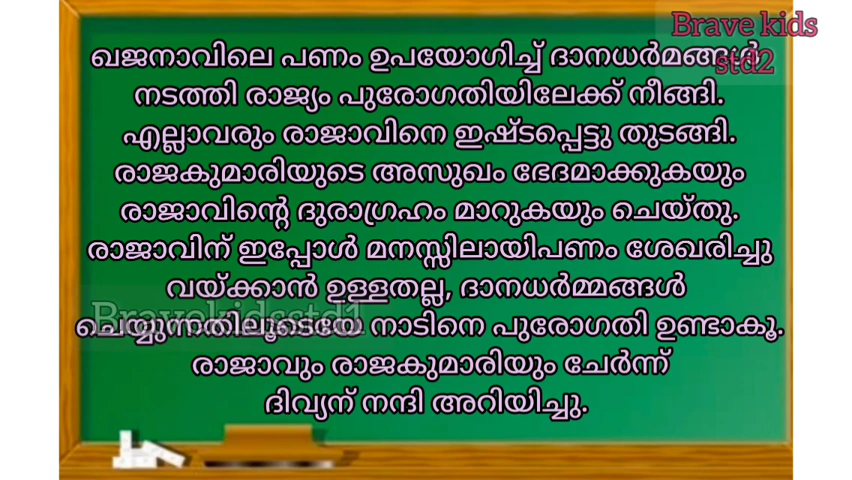 Brave kids
std2
ഖജനാവിലെ പണം ഉപയോഗിച്ച് ദാനധർമങ്ങൾ
നടത്തി രാജ്യം പുരോഗതിയിലേക്ക് നീങ്ങി.
എല്ലാവരും രാജാവിനെ ഇഷ്ടപ്പെട്ടു തുടങ്ങി.
രാജകുമാരിയുടെ അസുഖം ഭേദമാക്കുകയും
രാജാവിന്റെ ദുരാഗ്രഹം മാറുകയും ചെയ്തു.
രാജാവിന് ഇപ്പോൾ മനസ്സിലായിപണം ശേഖരിച്ചു
വയ്ക്കാൻ ഉള്ളതല്ല, ദാനധർമ്മങ്ങൾ
Bravekidsstd1
ചെയ്യുന്നതിലൂടെയേ നാടിനെ പുരോഗതി ഉണ്ടാകൂ.
രാജാവും രാജകുമാരിയും ചേർന്ന്
ദിവ്യന് നന്ദി അറിയിച്ചു.